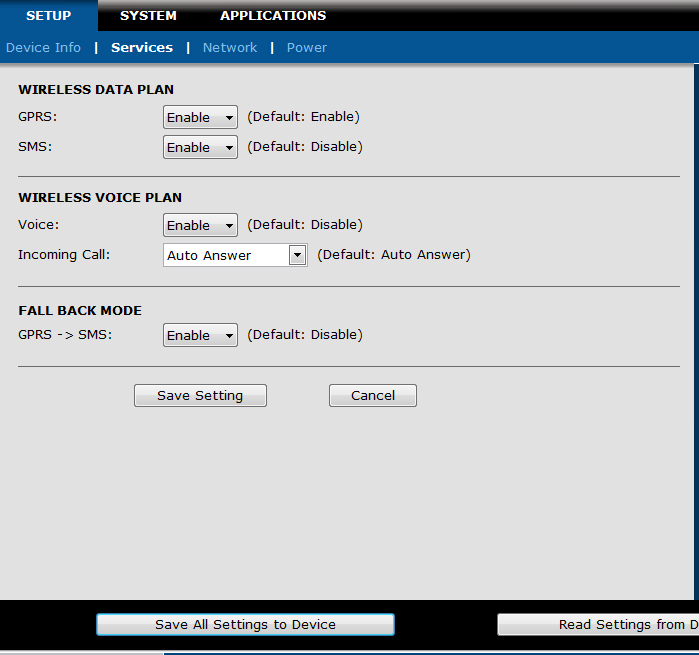 SETUP SYSTEM APPLICATIONS
Device Info | Services | Network | Power
WIRELESS DATA PLAN
GPRS: Enable (Default: Enable)
SMS: Enable (Default: Disable)
WIRELESS VOICE PLAN
Voice: Enable (Default: Disable)
Incoming Call: Auto Answer (Default: Auto Answer)
FALL BACK MODE
GPRS -> SMS: Enable (Default: Disable)
Save Setting Cancel
Save All Settings to Device Read Settings from D